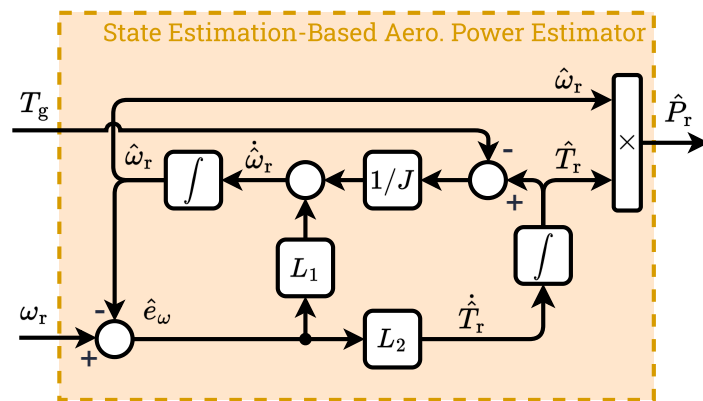 State Estimation-Based Aero. Power Estimator
ω̂r
Tg
P̂r
-
ω̂r
∫
ω̂̇r
1/J
T̂r
×
+
L1
∫
ωr
-
êω
+
L2
T̂̇r